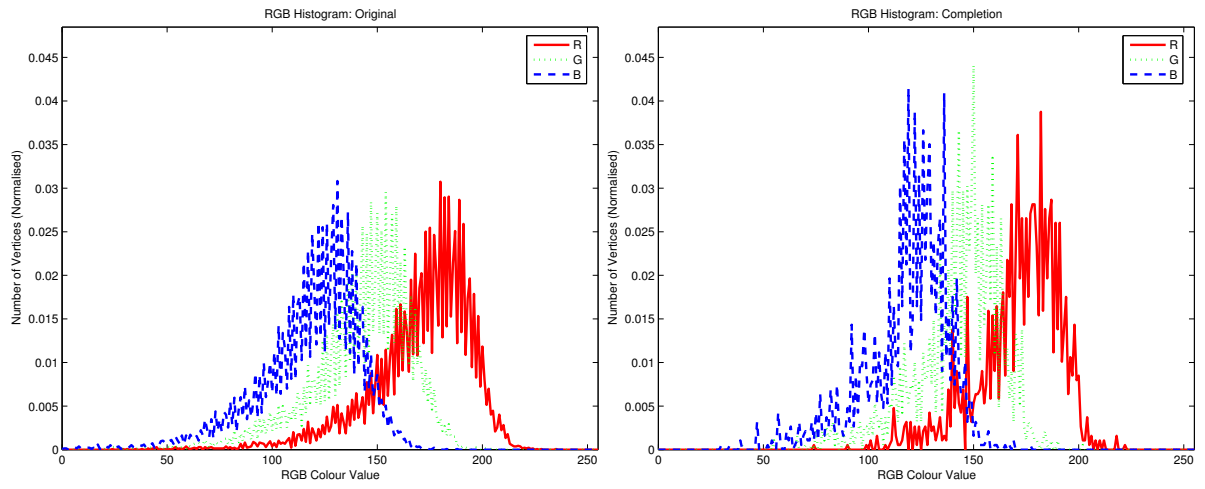 RGB Histogram: Original
0.045
0.04
0.035
0.03
0.025
0.02
0.015
0.01
0.005
0
Number of Vertices (Normalised)
R
G
B
0 50 100 150 200 250
RGB Colour Value
RGB Histogram: Completion
0.045
0.04
0.035
0.03
0.025
0.02
0.015
0.01
0.005
0
Number of Vertices (Normalised)
R
G
B
0 50 100 150 200 250
RGB Colour Value